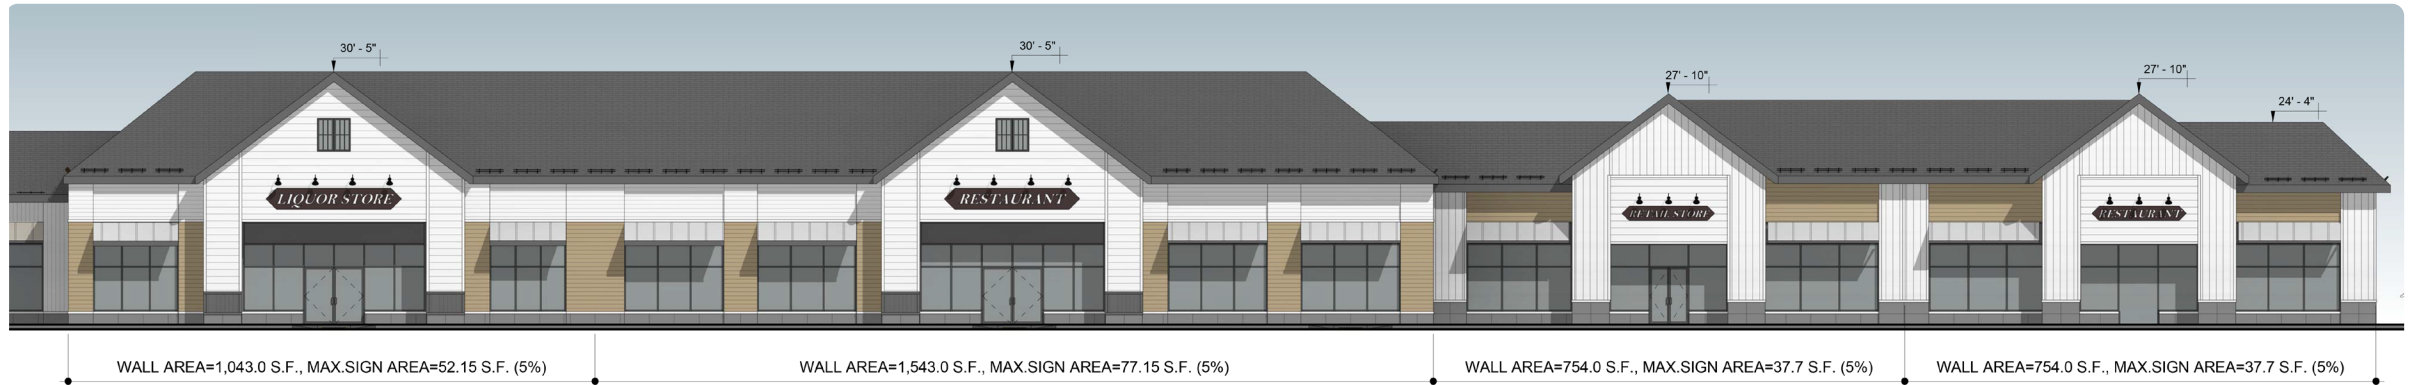 30' - 5"
30' - 5"
27' - 10"
27' - 10"
24' - 4"
LIQUOR STORE
RESTAURANT
RETAIL STORE
RESTAURANT
WALL AREA=1,043.0 S.F., MAX.SIGN AREA=52.15 S.F. (5%)
WALL AREA=1,543.0 S.F., MAX.SIGN AREA=77.15 S.F. (5%)
WALL AREA=754.0 S.F., MAX.SIGN AREA=37.7 S.F. (5%)
WALL AREA=754.0 S.F., MAX.SIGN AREA=37.7 S.F. (5%)